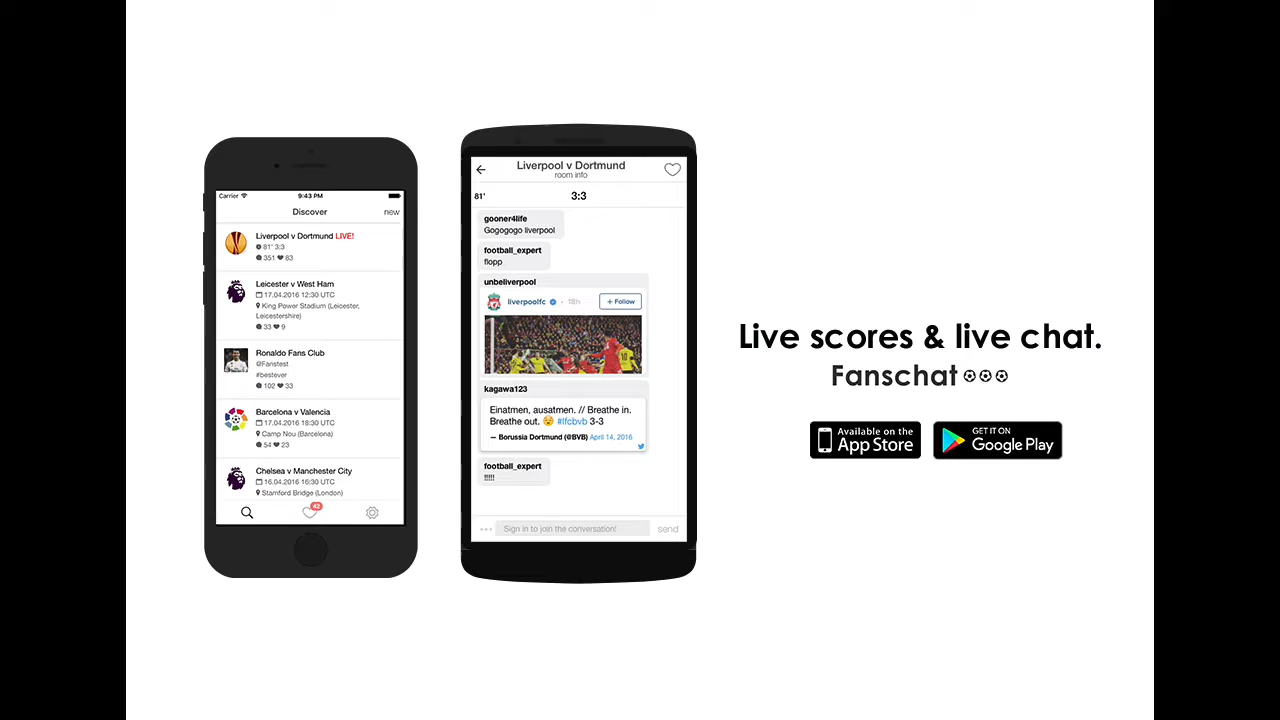 Carrier
9:43 PM
Discover
new
Liverpool v Dortmund LIVE!
81' 3:3
351 83
Leicester v West Ham
17.04.2016 12:30 UTC
King Power Stadium (Leicester,
Leicestershire)
33 9
Ronaldo Fans Club
@Fanstest
#bestever
102 33
Barcelona v Valencia
17.04.2016 18:30 UTC
Camp Nou (Barcelona)
54 23
Chelsea v Manchester City
16.04.2016 16:30 UTC
Stamford Bridge (London)
42
Liverpool v Dortmund
room info
81'
3:3
gooner4life
Gogogogo liverpool
football_expert
flopp
unbeliverpool
liverpoolfc · 18h
+ Follow
kagawa123
Einatmen, ausatmen. // Breathe in.
Breathe out. 😌 #lfcbvb 3-3
— Borussia Dortmund (@BVB) April 14, 2016
football_expert
!!!!!
Sign in to join the conversation!
send
Live scores & live chat.
Fanschat
Available on the
App Store
GET IT ON
Google Play